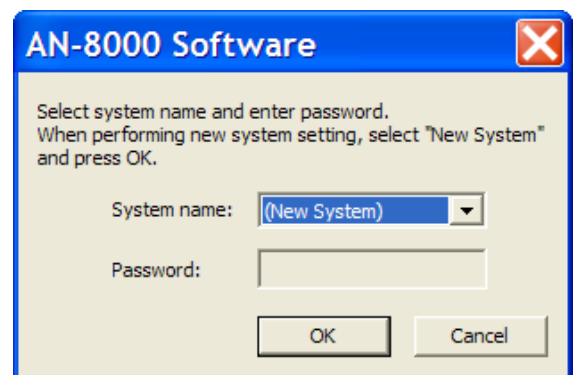 AN-8000 Software
Select system name and enter password.
When performing new system setting, select "New System"
and press OK.
System name: (New System)
Password:
OK Cancel